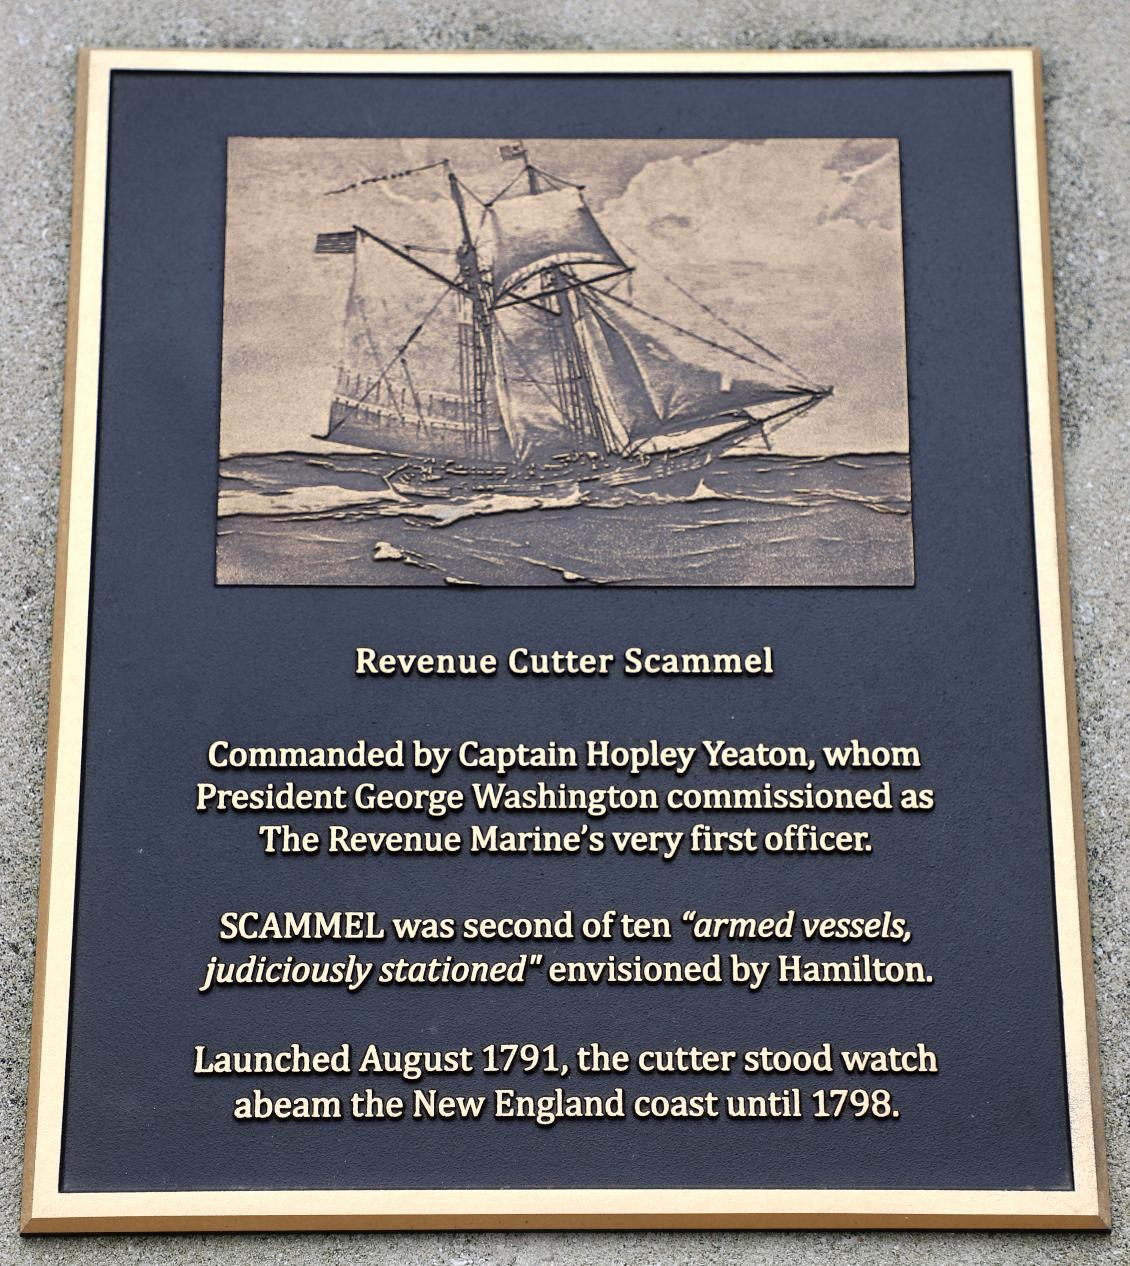 Revenue Cutter Scammel
Commanded by Captain Hopley Yeaton, whom
President George Washington commissioned as
The Revenue Marine’s very first officer.
SCAMMEL was second of ten “armed vessels,
judiciously stationed" envisioned by Hamilton.
Launched August 1791, the cutter stood watch
abeam the New England coast until 1798.